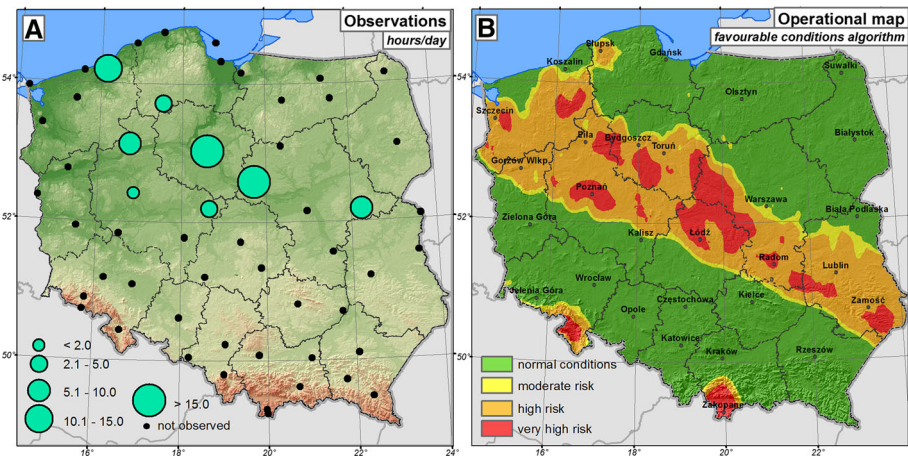 A
Observations
hours/day
54°
52°
50°
< 2.0
2.1 - 5.0
5.1 - 10.0
10.1 - 15.0
> 15.0
not observed
16°
18°
20°
22°
24°
B
Operational map
favourable conditions algorithm
Słupsk
Koszalin
Gdańsk
Suwałki
54°
Olsztyn
Szczecin
Białystok
Piła
Bydgoszcz
Toruń
Gorzów Wlkp.
Poznań
Warszawa
Biała Podlaska
52°
Zielona Góra
Kalisz
Łódź
Radom
Lublin
Wrocław
Jelenia Góra
Częstochowa
Kielce
Zamość
Opole
Katowice
Kraków
Rzeszów
50°
Zakopane
normal conditions
moderate risk
high risk
very high risk
16°
18°
20°
22°